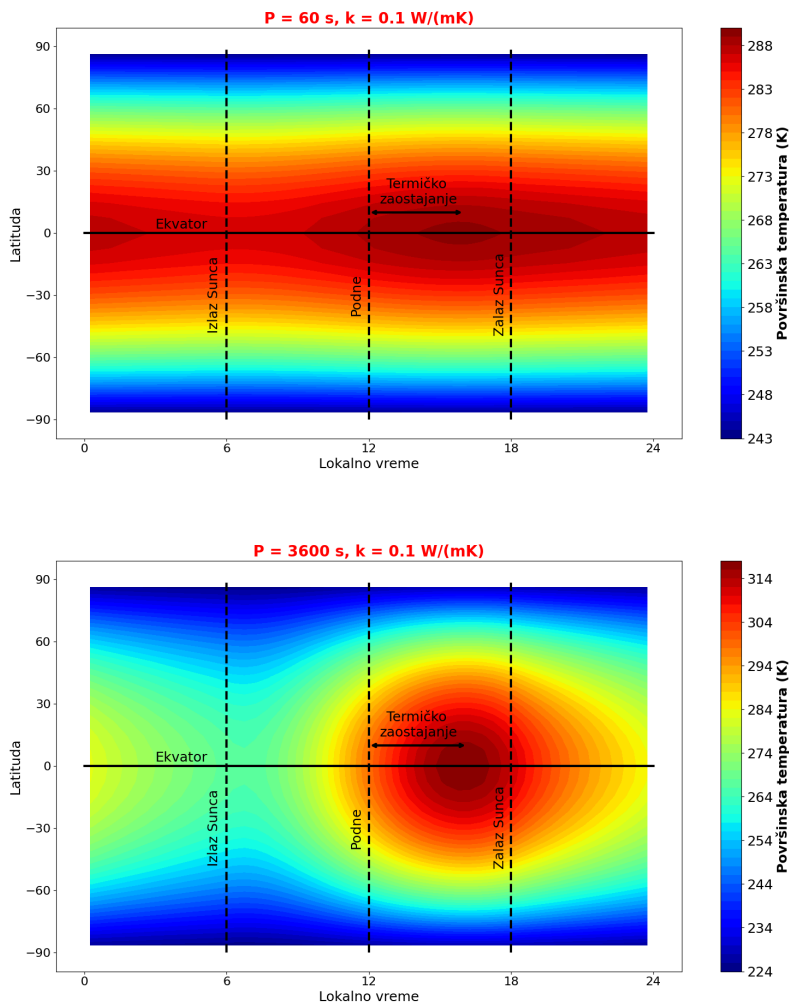 P = 60 s, k = 0.1 W/(mK)
90
60
30
0
−30
−60
−90
Latituda
Ekvator
Izlaz Sunca
Podne
Termičko
zaostajanje
Zalaz Sunca
0
6
12
18
24
Lokalno vreme
288
283
278
273
268
263
258
253
248
243
Površinska temperatura (K)
P = 3600 s, k = 0.1 W/(mK)
90
60
30
0
−30
−60
−90
Latituda
Ekvator
Izlaz Sunca
Podne
Termičko
zaostajanje
Zalaz Sunca
0
6
12
18
24
Lokalno vreme
314
304
294
284
274
264
254
244
234
224
Površinska temperatura (K)